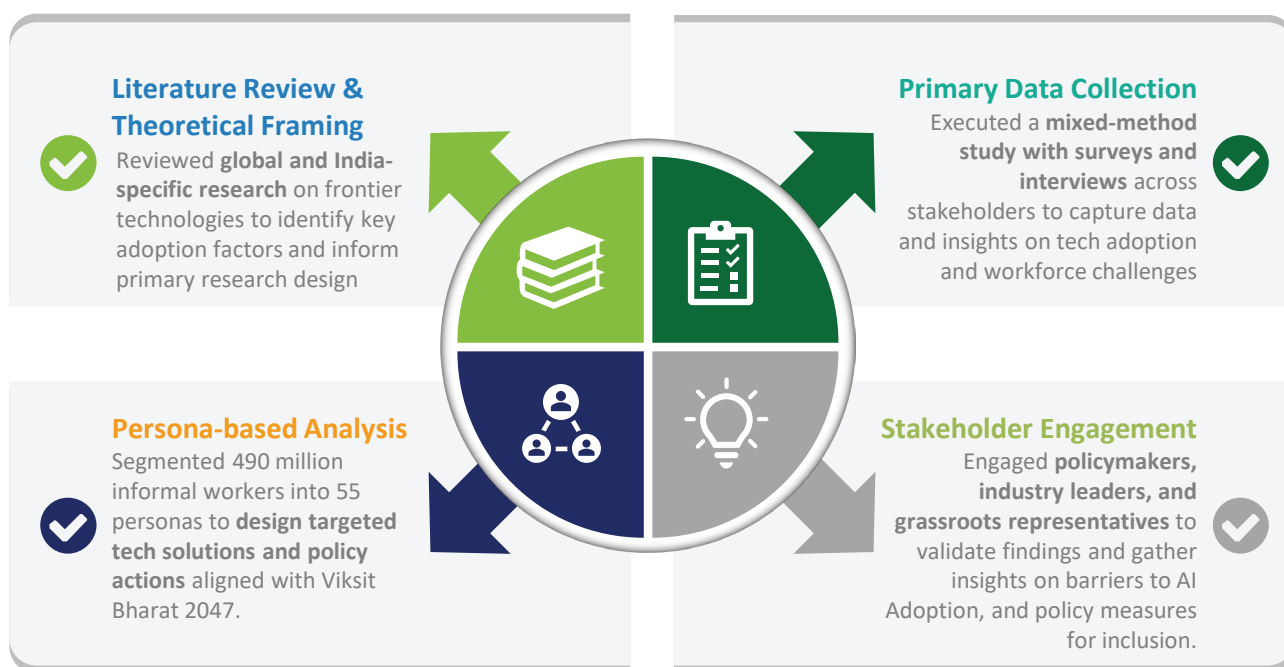 Literature Review &
Theoretical Framing
Reviewed global and India-
specific research on frontier
technologies to identify key
adoption factors and inform
primary research design
Primary Data Collection
Executed a mixed-method
study with surveys and
interviews across
stakeholders to capture data
and insights on tech adoption
and workforce challenges
Persona-based Analysis
Segmented 490 million
informal workers into 55
personas to design targeted
tech solutions and policy
actions aligned with Viksit
Bharat 2047.
Stakeholder Engagement
Engaged policymakers,
industry leaders, and
grassroots representatives to
validate findings and gather
insights on barriers to AI
Adoption, and policy measures
for inclusion.